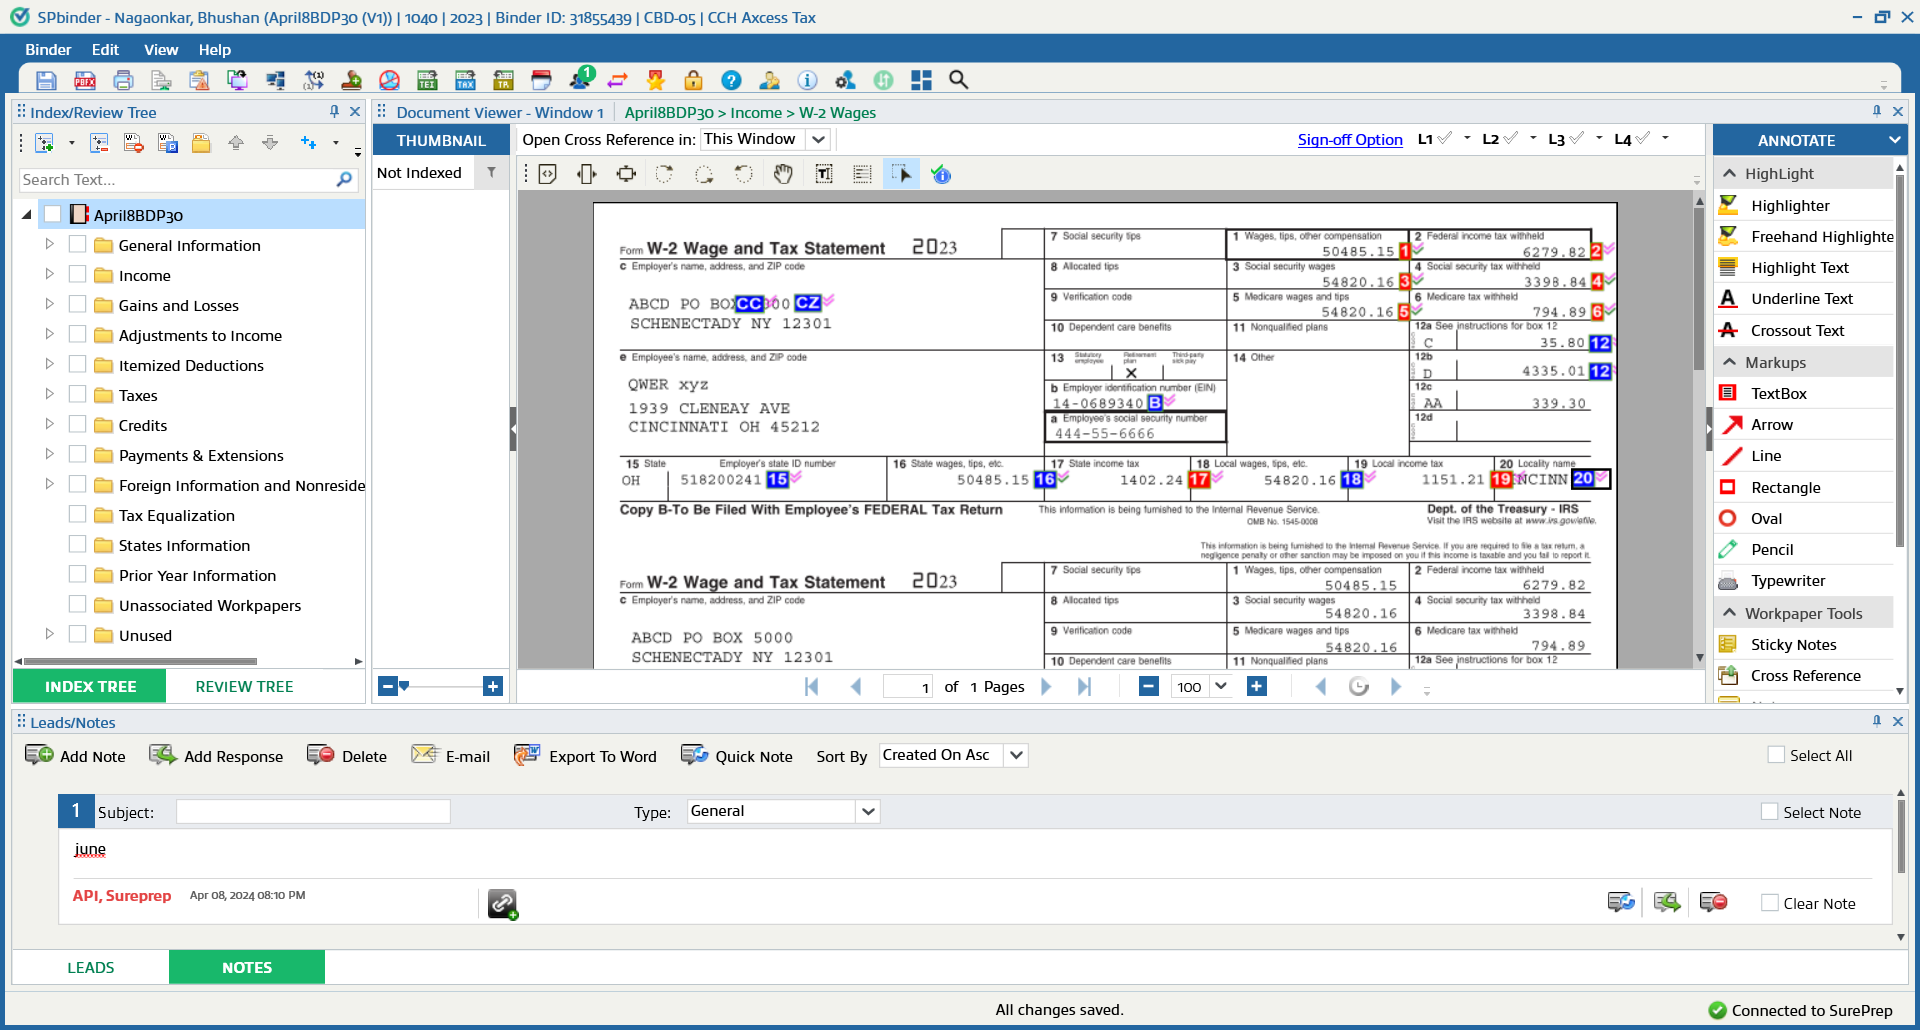 SPbinder - Nagaonkar, Bhushan (April8BDP30 (V1)) | 1040 | 2023 | Binder ID: 31855439 | CBD-05 | CCH Axcess Tax
Binder Edit View Help
1
Index/Review Tree
Search Text...
April8BDP30
General Information
Income
Gains and Losses
Adjustments to Income
Itemized Deductions
Taxes
Credits
Payments & Extensions
Foreign Information and Nonreside
Tax Equalization
States Information
Prior Year Information
Unassociated Workpapers
Unused
INDEX TREE REVIEW TREE
Document Viewer - Window 1 April8BDP30 > Income > W-2 Wages
THUMBNAIL
Not Indexed
Open Cross Reference in: This Window
Sign-off Option L1 L2 L3 L4
Form W-2 Wage and Tax Statement 2023
7 Social security tips
1 Wages, tips, other compensation
50485.15 1
2 Federal income tax withheld
6279.82 2
c Employer's name, address, and ZIP code
8 Allocated tips
3 Social security wages
54820.16 3
4 Social security tax withheld
3398.84 4
ABCD PO BO CC 00 CZ
SCHENECTADY NY 12301
9 Verification code
5 Medicare wages and tips
54820.16 5
6 Medicare tax withheld
794.89 6
10 Dependent care benefits
11 Nonqualified plans
12a See instructions for box 12
C 35.80 12
e Employee's name, address, and ZIP code
13 Statutory employee Retirement plan Third-party sick pay
X
14 Other
12b
D 4335.01 12
QWER xyz
1939 CLENEAY AVE
CINCINNATI OH 45212
b Employer identification number (EIN)
14-0689340 B
12c
AA 339.30
a Employee's social security number
444-55-6666
12d
15 State Employer's state ID number 16 State wages, tips, etc. 17 State income tax 18 Local wages, tips, etc. 19 Local income tax 20 Locality name
OH 518200241 15 50485.15 16 1402.24 17 54820.16 18 1151.21 19 NCINN 20
Copy B-To Be Filed With Employee's FEDERAL Tax Return
This information is being furnished to the Internal Revenue Service.
OMB No. 1545-0008
Dept. of the Treasury - IRS
Visit the IRS website at www.irs.gov/efile.
This information is being furnished to the Internal Revenue Service. If you are required to file a tax return, a
negligence penalty or other sanction may be imposed on you if this income is taxable and you fail to report it.
Form W-2 Wage and Tax Statement 2023
7 Social security tips
1 Wages, tips, other compensation
50485.15
2 Federal income tax withheld
6279.82
c Employer's name, address, and ZIP code
8 Allocated tips
3 Social security wages
54820.16
4 Social security tax withheld
3398.84
ABCD PO BOX 5000
SCHENECTADY NY 12301
9 Verification code
5 Medicare wages and tips
54820.16
6 Medicare tax withheld
794.89
10 Dependent care benefits
11 Nonqualified plans
12a See instructions for box 12
1 of 1 Pages 100
ANNOTATE
HighLight
Highlighter
Freehand Highlighte
Highlight Text
Underline Text
Crossout Text
Markups
TextBox
Arrow
Line
Rectangle
Oval
Pencil
Typewriter
Workpaper Tools
Sticky Notes
Cross Reference
Leads/Notes
Add Note Add Response Delete E-mail Export To Word Quick Note Sort By Created On Asc Select All
1 Subject: Type: General Select Note
june
API, Sureprep Apr 08, 2024 08:10 PM Clear Note
LEADS NOTES
All changes saved.
Connected to SurePrep